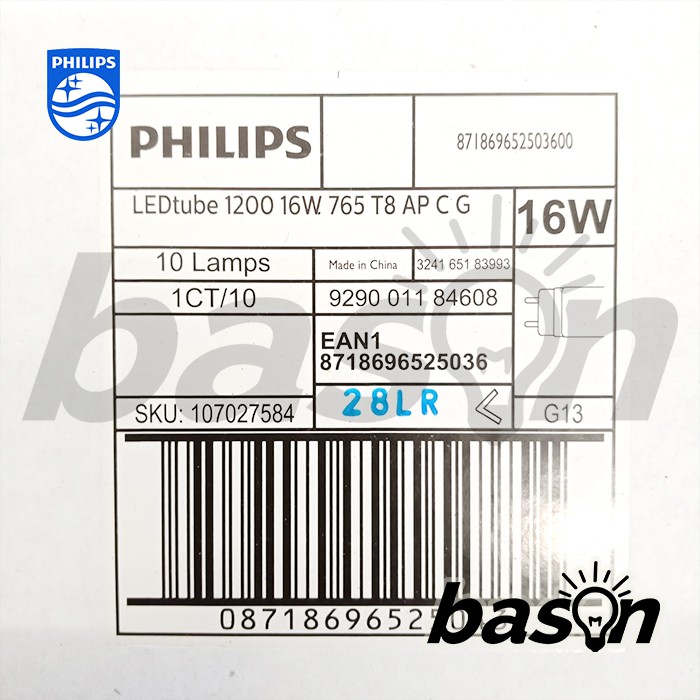 PHILIPS
bason
PHILIPS
871869652503600
LEDtube 1200 16W 765 T8 AP C G
16W
10 Lamps
Made in China
3241 651 83993
1CT/10
9290 011 84608
EAN1
8718696525036
SKU: 107027584
28LR
G13
bason
bason